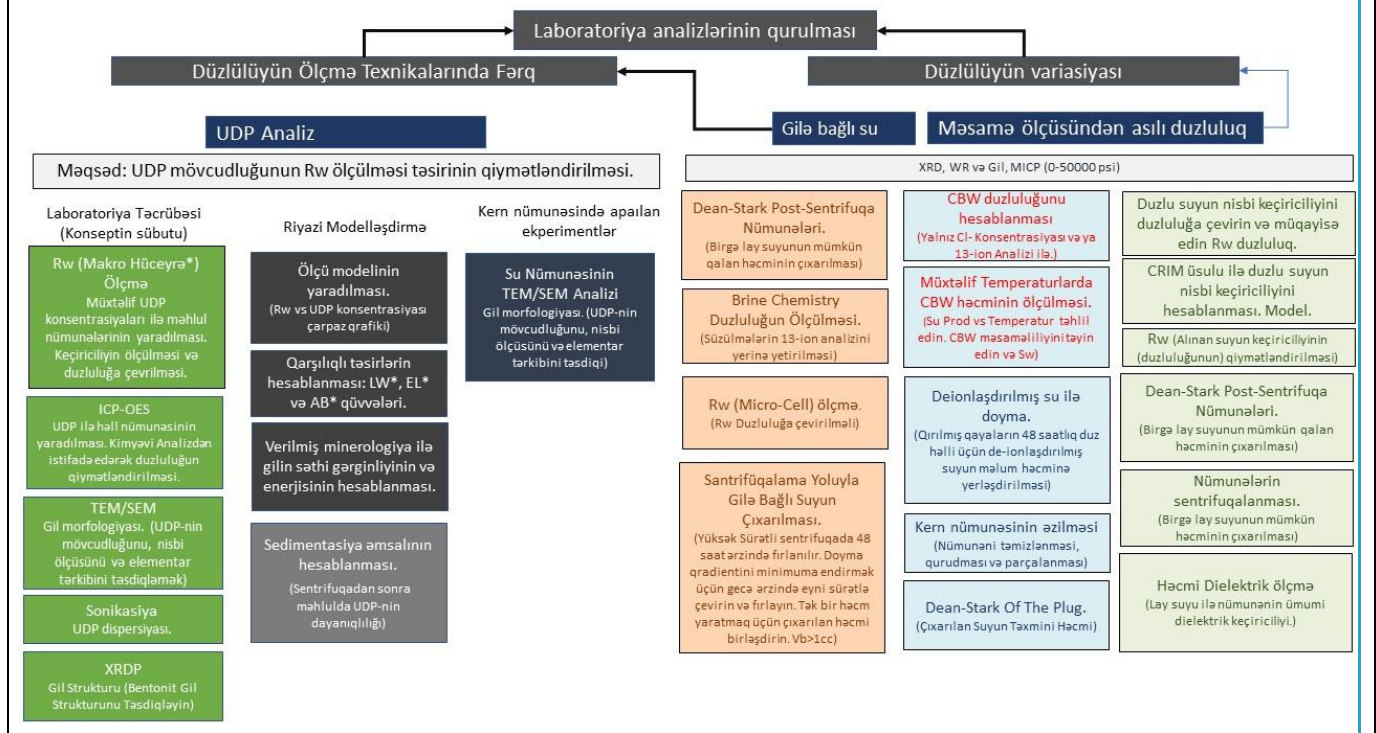 Laboratoriya analizlərinin qurulması
Düzlülüyün Ölçmə Texnikalarında Fərq
Düzlülüyün variasiyası
UDP Analiz
Gilə bağlı su
Məsamə ölçüsündən asılı duzluluq
Məqsəd: UDP mövcudluğunun Rw ölçülməsi təsirinin qiymətləndirilməsi.
XRD, WR və Gil, MICP (0-50000 psi)
Laboratoriya Təcrübəsi
(Konseptin sübutu)
Rw (Makro Hüceyrə*)
Ölçmə
Müxtəlif UDP
konsentrasiyaları ilə məhlul
nümunələrinin yaradılması.
Keçiriciliyin ölçülməsi və
duzluluğa çevrilməsi.
ICP-OES
UDP ilə həll nümunəsinin
yaradılması. Kimyəvi Analizdən
istifadə edərək duzluluğun
qiymətləndirilməsi.
TEM/SEM
Gil morfologiyası. (UDP-nin
mövcudluğunu, nisbi
ölçüsünü və elementar
tərkibini təsdiqləmək)
Sonikasiya
UDP dispersiyası.
XRDP
Gil Strukturu (Bentonit Gil
Strukturunu Təsdiqləyin)
Riyazi Modelləşdirmə
Ölçü modelinin
yaradılması.
(Rw vs UDP konsentrasiyası
çarpaz qrafiki)
Qarşılıqlı təsirlərin
hesablanması: LW*, EL*
və AB* qüvvələri.
Verilmiş minerologiya ilə
gilin səthi gərginliyinin və
enerjisinin hesablanması.
Sedimentasiya əmsalının
hesablanması.
(Sentrifuqadan sonra
məhlulda UDP-nin
dayanıqlılığı)
Kern nümunəsində apaılan
ekperimentlər
Su Nümunəsinin
TEM/SEM Analizi
Gil morfologiyası. (UDP-nin
mövcudluğunu, nisbi
ölçüsünü və elementar
tərkibini təsdiqi)
Dean-Stark Post-Sentrifuqa
Nümunələri.
(Birgə lay suyunun mümkün
qalan həcminin çıxarılması)
Brine Chemistry
Duzluluğun Ölçülməsi.
(Süzülmələrin 13-ion analizini
yerinə yetirilməsi)
Rw (Micro-Cell) ölçmə.
(Rw Duzluluğa çevirilməli)
Santrifüqalama Yoluyla
Gilə Bağlı Suyun
Çıxarılması.
(Yüksək Sürətli sentrifuqada 48
saat ərzində fırlanılır. Doyma
qradientini minimuma endirmək
üçün gecə ərzində eyni sürətlə
çevirin və fırlayın. Tək bir həcm
yaratmaq üçün çıxarılan həcmi
birləşdirin. Vb>1cc)
CBW duzluluğunu
hesablanması
(Yalnız Cl- Konsentrasiyası və ya
13-ion Analizi ilə.)
Müxtəlif Temperaturlarda
CBW həcminin ölçülməsi.
(Su Prod vs Temperatur təhlil
edin. CBW məsaməliliyini təyin
edin və Sw)
Deionlaşdırılmış su ilə
doyma.
(Qırılmış qayaların 48 saatlıq duz
həlli üçün de-ionlaşdırılmış
suyun məlum həcminə
yerləşdirilməsi)
Kern nümunəsinin əzilməsi
(Nümunəni təmizlənməsi,
qurudması və parçalanması)
Dean-Stark Of The Plug.
(Çıxarılan Suyun Təxmini Həcmi)
Duzlu suyun nisbi keçiriciliyini
duzluluğa çevirin və müqayisə
edin Rw duzluluq.
CRIM üsulu ilə duzlu suyun
nisbi keçiriciliyini
hesablanması. Model.
Rw (Alınan suyun keçiriciliyinin
(duzluluğunun) qiymətləndirilməsi)
Dean-Stark Post-Sentrifuqa
Nümunələri.
(Birgə lay suyunun mümkün qalan
həcminin çıxarılması)
Nümunələrin
sentrifuqalanması.
(Birgə lay suyunun mümkün
həcminin çıxarılması)
Həcmi Dielektrik ölçmə
(Lay suyu ilə nümunənin ümumi
dielektrik keçiriciliyi.)